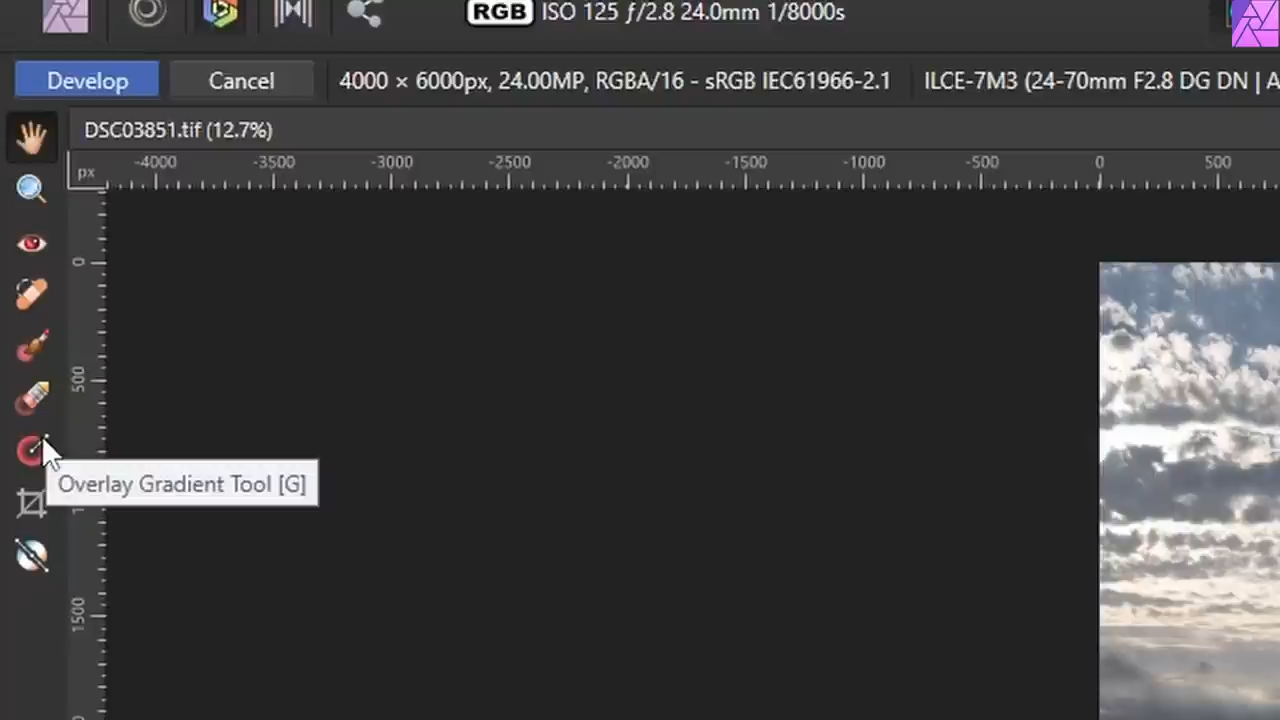 RGB ISO 125 ƒ/2.8 24.0mm 1/8000s
Develop Cancel 4000 × 6000px, 24.00MP, RGBA/16 - sRGB IEC61966-2.1 ILCE-7M3 (24-70mm F2.8 DG DN | A
DSC03851.tif (12.7%)
px -4000 -3500 -3000 -2500 -2000 -1500 -1000 -500 0 500
0
500
Overlay Gradient Tool [G]
1500